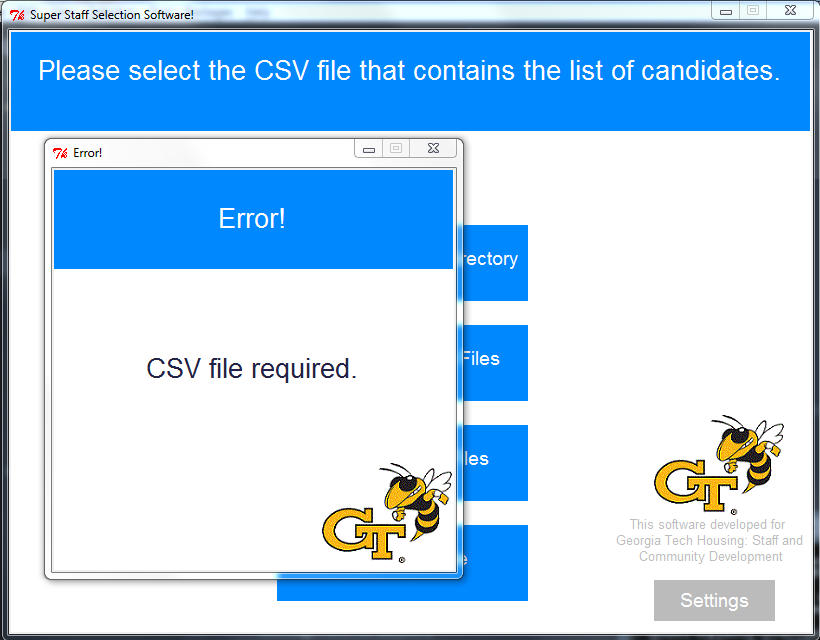 Super Staff Selection Software!
Please select the CSV file that contains the list of candidates.
Error!
Error!
CSV file required.
rectory
Files
les
e
GT
GT
This software developed for
Georgia Tech Housing: Staff and
Community Development
Settings